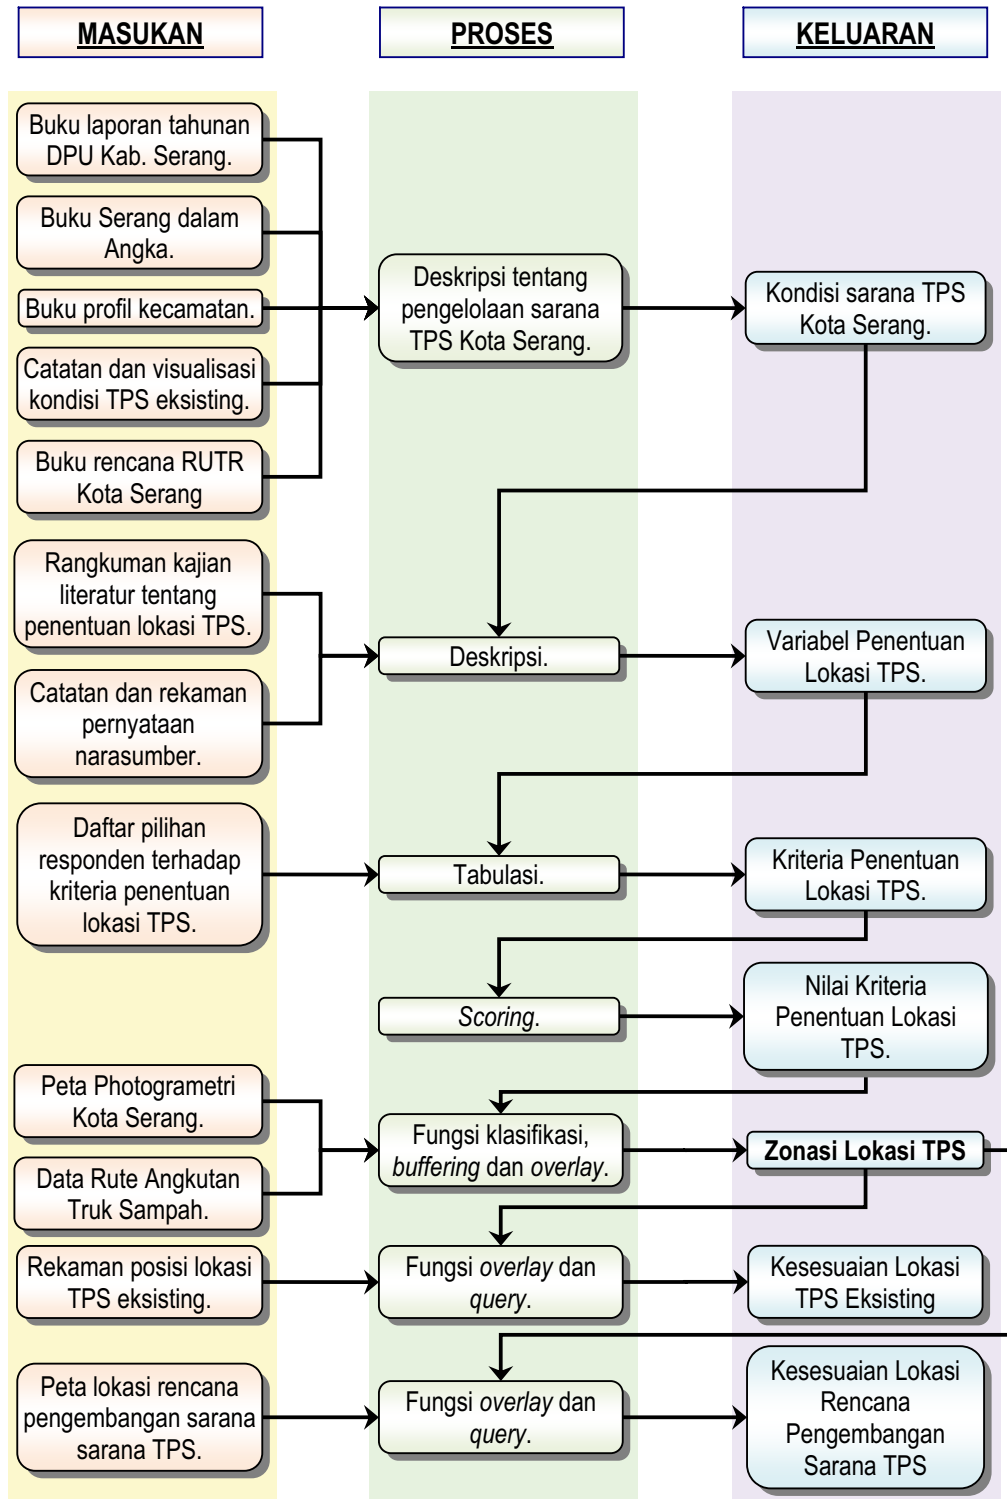 MASUKAN
PROSES
KELUARAN
Buku laporan tahunan
DPU Kab. Serang.
Buku Serang dalam
Angka.
Buku profil kecamatan.
Catatan dan visualisasi
kondisi TPS eksisting.
Buku rencana RUTR
Kota Serang
Deskripsi tentang
pengelolaan sarana
TPS Kota Serang.
Kondisi sarana TPS
Kota Serang.
Rangkuman kajian
literatur tentang
penentuan lokasi TPS.
Catatan dan rekaman
pernyataan
narasumber.
Deskripsi.
Variabel Penentuan
Lokasi TPS.
Daftar pilihan
responden terhadap
kriteria penentuan
lokasi TPS.
Tabulasi.
Kriteria Penentuan
Lokasi TPS.
Scoring.
Nilai Kriteria
Penentuan Lokasi
TPS.
Peta Photogrametri
Kota Serang.
Data Rute Angkutan
Truk Sampah.
Fungsi klasifikasi,
buffering dan overlay.
Zonasi Lokasi TPS
Rekaman posisi lokasi
TPS eksisting.
Fungsi overlay dan
query.
Kesesuaian Lokasi
TPS Eksisting
Peta lokasi rencana
pengembangan sarana
sarana TPS.
Fungsi overlay dan
query.
Kesesuaian Lokasi
Rencana
Pengembangan
Sarana TPS